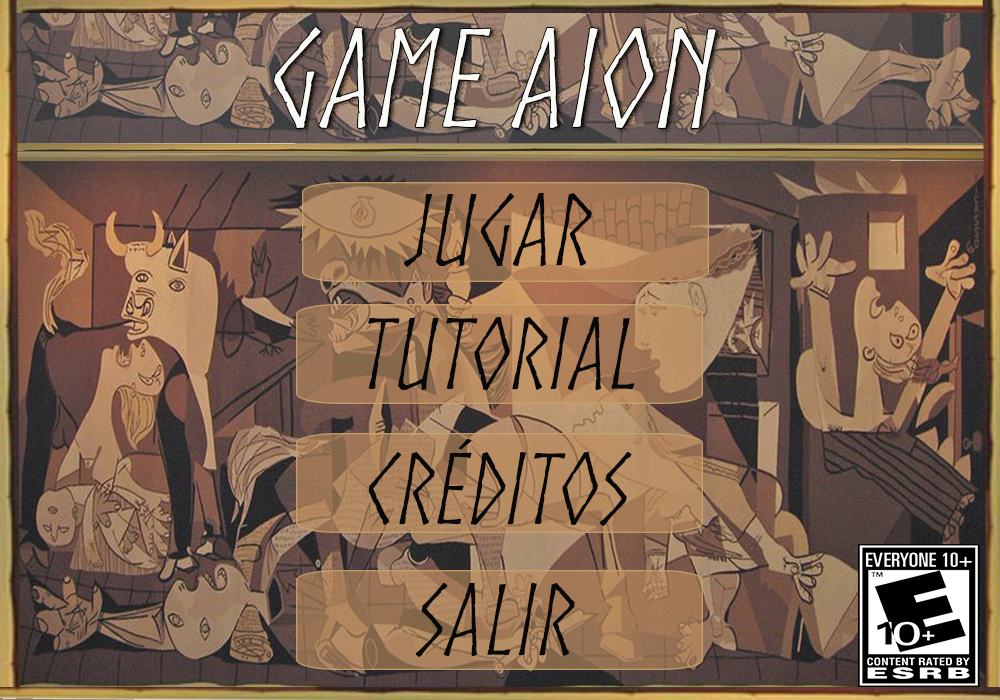 GAME AION
JUGAR
TUTORIAL
CRÉDITOS
SALIR
EVERYONE 10+
TM
E
10+
CONTENT RATED BY
ESRB